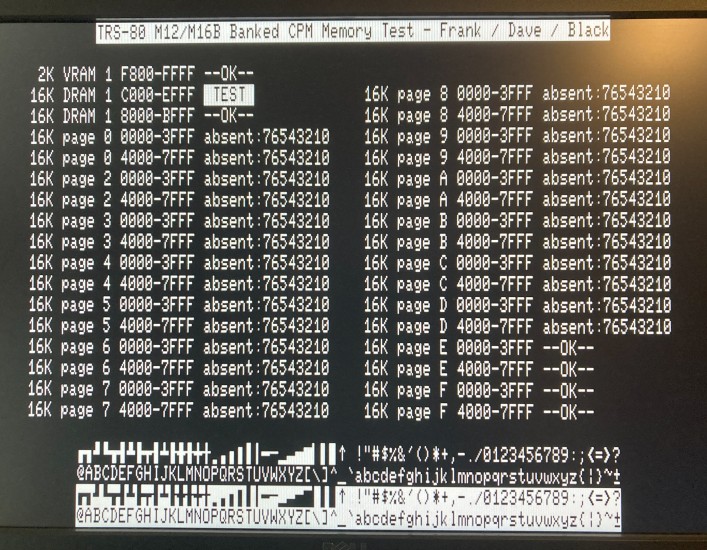 TRS-80 M12/M16B Banked CPM Memory Test - Frank / Dave / Black
2K VRAM 1 F800-FFFF --OK--
16K DRAM 1 C000-EFFF TEST
16K DRAM 1 8000-BFFF --OK--
16K page 0 0000-3FFF absent:76543210
16K page 0 4000-7FFF absent:76543210
16K page 2 0000-3FFF absent:76543210
16K page 2 4000-7FFF absent:76543210
16K page 3 0000-3FFF absent:76543210
16K page 3 4000-7FFF absent:76543210
16K page 4 0000-3FFF absent:76543210
16K page 4 4000-7FFF absent:76543210
16K page 5 0000-3FFF absent:76543210
16K page 5 4000-7FFF absent:76543210
16K page 6 0000-3FFF absent:76543210
16K page 6 4000-7FFF absent:76543210
16K page 7 0000-3FFF absent:76543210
16K page 7 4000-7FFF absent:76543210
16K page 8 0000-3FFF absent:76543210
16K page 8 4000-7FFF absent:76543210
16K page 9 0000-3FFF absent:76543210
16K page 9 4000-7FFF absent:76543210
16K page A 0000-3FFF absent:76543210
16K page A 4000-7FFF absent:76543210
16K page B 0000-3FFF absent:76543210
16K page B 4000-7FFF absent:76543210
16K page C 0000-3FFF absent:76543210
16K page C 4000-7FFF absent:76543210
16K page D 0000-3FFF absent:76543210
16K page D 4000-7FFF absent:76543210
16K page E 0000-3FFF --OK--
16K page E 4000-7FFF --OK--
16K page F 0000-3FFF --OK--
16K page F 4000-7FFF --OK--
↑ !"#$%&'()*+,-./0123456789:;<=>?
@ABCDEFGHIJKLMNOPQRSTUVWXYZ[\]^_`abcdefghijklmnopqrstuvwxyz{¦}~±
↑ !"#$%&'()*+,-./0123456789:;<=>?
@ABCDEFGHIJKLMNOPQRSTUVWXYZ[\]^_`abcdefghijklmnopqrstuvwxyz{¦}~±